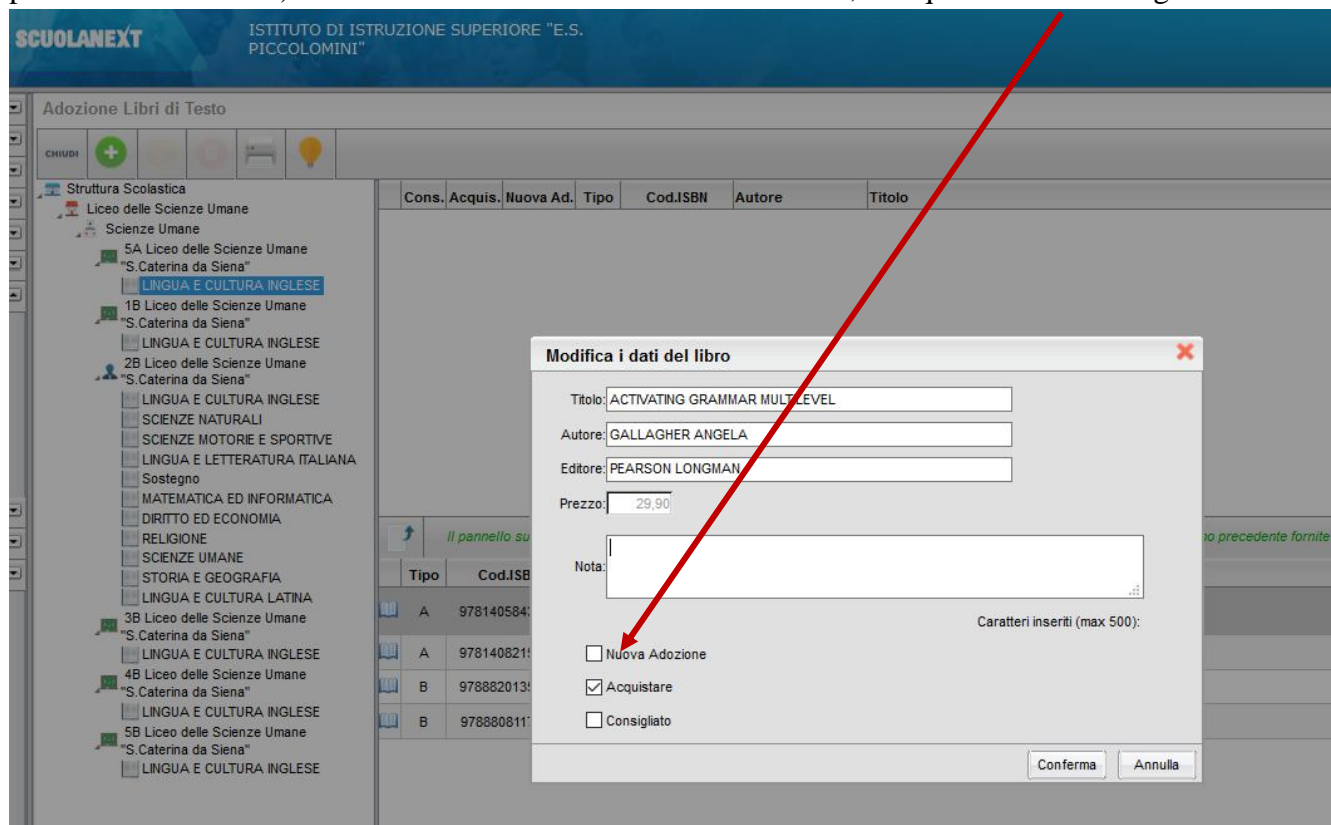 SCUOLANEXT
ISTITUTO DI ISTRUZIONE SUPERIORE "E.S.
PICCOLOMINI"
Adozione Libri di Testo
CHIUDI
Struttura Scolastica
Liceo delle Scienze Umane
Scienze Umane
5A Liceo delle Scienze Umane
"S.Caterina da Siena"
LINGUA E CULTURA INGLESE
1B Liceo delle Scienze Umane
"S.Caterina da Siena"
LINGUA E CULTURA INGLESE
2B Liceo delle Scienze Umane
"S.Caterina da Siena"
LINGUA E CULTURA INGLESE
SCIENZE NATURALI
SCIENZE MOTORIE E SPORTIVE
LINGUA E LETTERATURA ITALIANA
Sostegno
MATEMATICA ED INFORMATICA
DIRITTO ED ECONOMIA
RELIGIONE
SCIENZE UMANE
STORIA E GEOGRAFIA
LINGUA E CULTURA LATINA
3B Liceo delle Scienze Umane
"S.Caterina da Siena"
LINGUA E CULTURA INGLESE
4B Liceo delle Scienze Umane
"S.Caterina da Siena"
LINGUA E CULTURA INGLESE
5B Liceo delle Scienze Umane
"S.Caterina da Siena"
LINGUA E CULTURA INGLESE
Cons. Acquis. Nuova Ad. Tipo Cod.ISBN Autore Titolo
Il pannello su
no precedente fornite
Tipo Cod.ISB
A 978140584
A 978140821
B 978882013
B 978880811
Modifica i dati del libro
Titolo: ACTIVATING GRAMMAR MULTILEVEL
Autore: GALLAGHER ANGELA
Editore: PEARSON LONGMAN
Prezzo: 29,90
Nota:
Caratteri inseriti (max 500):
Nuova Adozione
Acquistare
Consigliato
Conferma Annulla